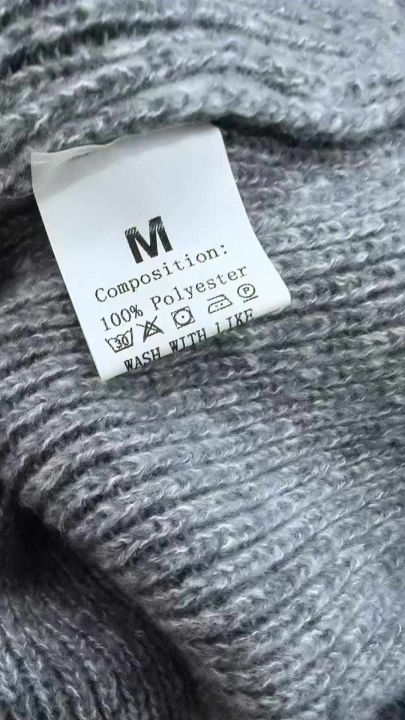 M
Composition:
100% Polyester
30
WASH WITH LIKE